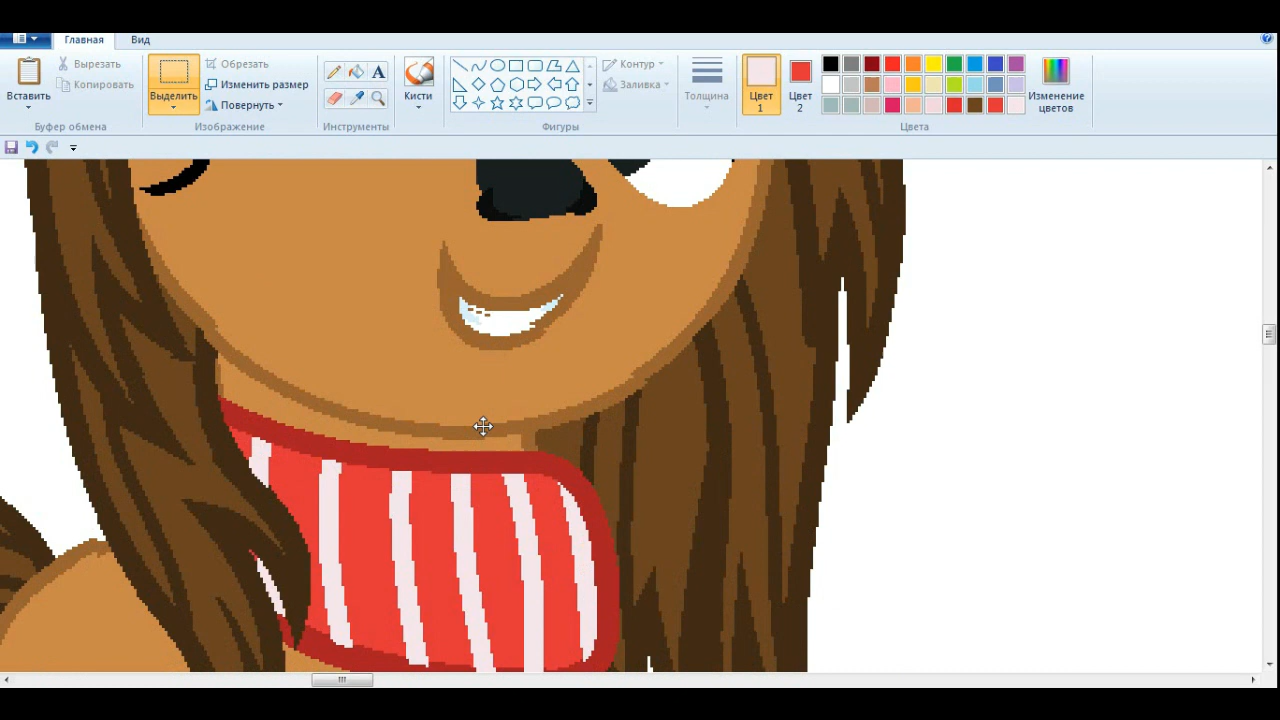 Главная Вид
Вставить
Вырезать
Копировать
Буфер обмена
Выделить
Обрезать
Изменить размер
Повернуть
Изображение
A
Инструменты
Кисти
Контур
Заливка
Фигуры
Толщина
Цвет
1
Цвет
2
Изменение
цветов
Цвета